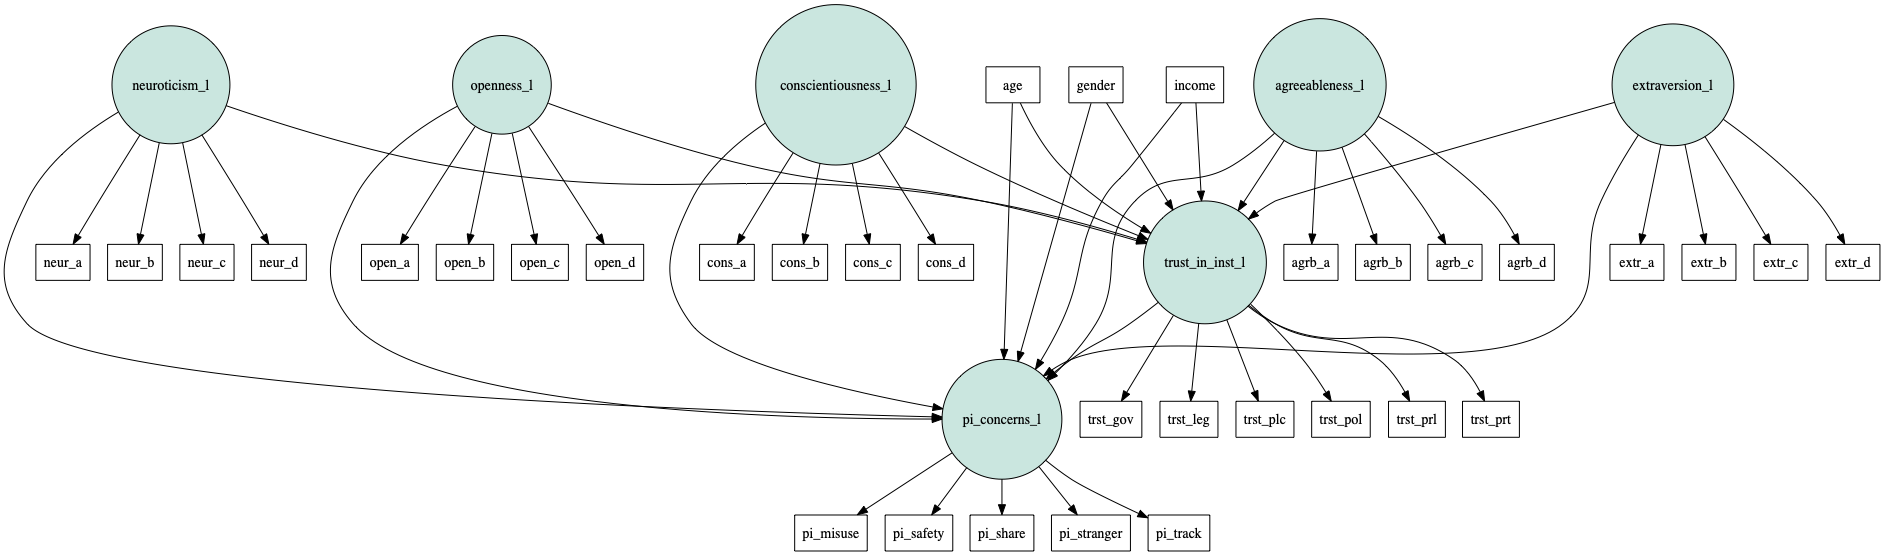 neuroticism_l
openness_l
conscientiousness_l
age
gender
income
agreeableness_l
extraversion_l
neur_a
neur_b
neur_c
neur_d
open_a
open_b
open_c
open_d
cons_a
cons_b
cons_c
cons_d
trust_in_inst_l
agrb_a
agrb_b
agrb_c
agrb_d
extr_a
extr_b
extr_c
extr_d
pi_concerns_l
trst_gov
trst_leg
trst_plc
trst_pol
trst_prl
trst_prt
pi_misuse
pi_safety
pi_share
pi_stranger
pi_track